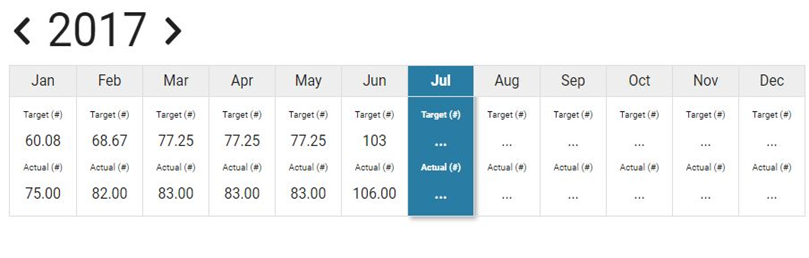 2017
Jan Feb Mar Apr May Jun Jul Aug Sep Oct Nov Dec
Target (#) Target (#) Target (#) Target (#) Target (#) Target (#) Target (#) Target (#) Target (#) Target (#) Target (#) Target (#)
60.08 68.67 77.25 77.25 77.25 103 ... ... ... ... ... ...
Actual (#) Actual (#) Actual (#) Actual (#) Actual (#) Actual (#) Actual (#) Actual (#) Actual (#) Actual (#) Actual (#) Actual (#)
75.00 82.00 83.00 83.00 83.00 106.00 ... ... ... ... ... ...